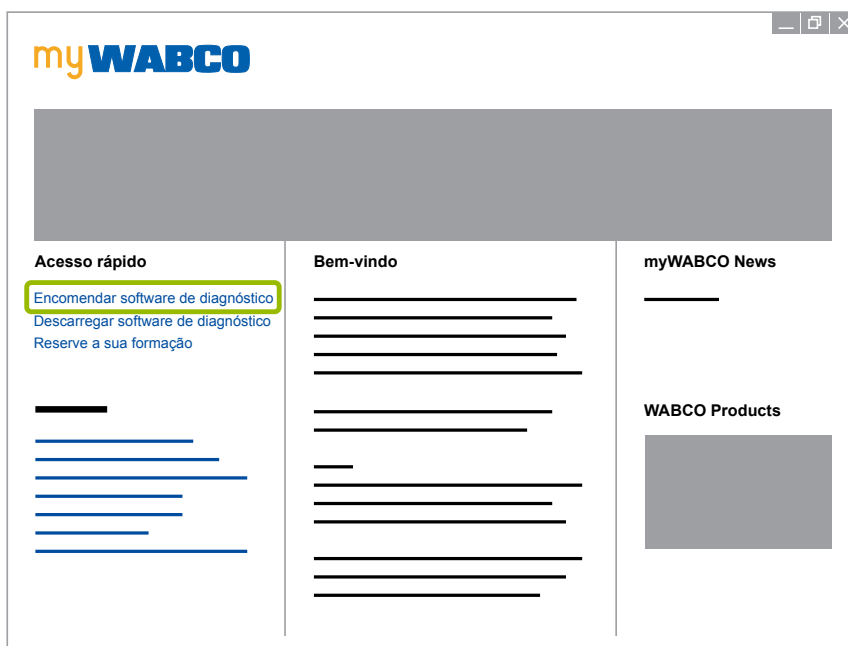 myWABCO
Acesso rápido
Encomendar software de diagnóstico
Descarregar software de diagnóstico
Reserve a sua formação
Bem-vindo
myWABCO News
WABCO Products